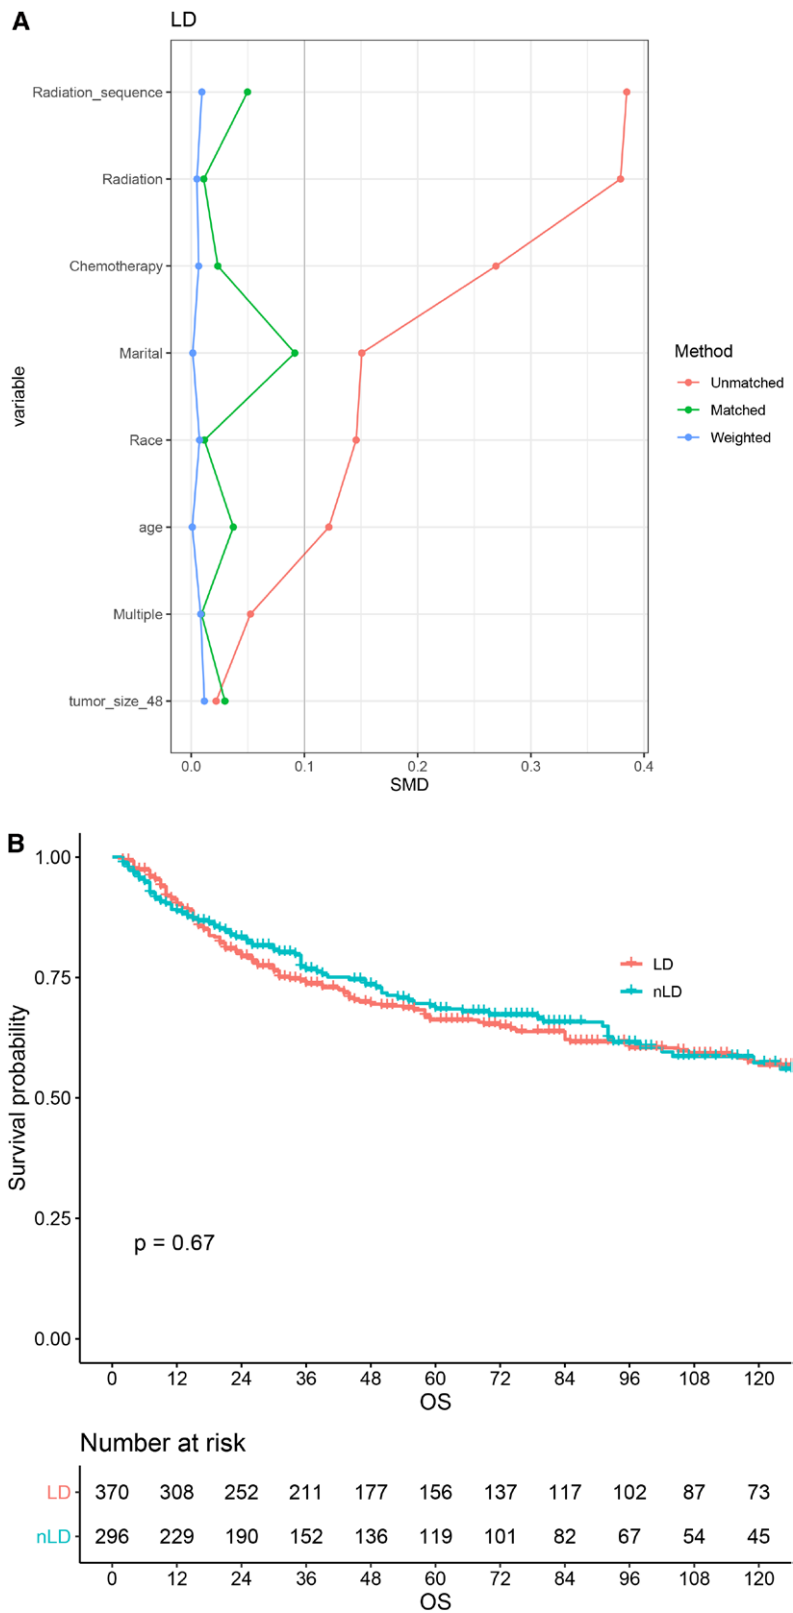 A
LD
Radiation_sequence
Radiation
Chemotherapy
Marital
Race
age
Multiple
tumor_size_48
variable
0.0 0.1 0.2 0.3 0.4
SMD
Method
Unmatched
Matched
Weighted
B
1.00
0.75
0.50
0.25
0.00
Survival probability
LD
nLD
p = 0.67
0 12 24 36 48 60 72 84 96 108 120
OS
Number at risk
LD 370 308 252 211 177 156 137 117 102 87 73
nLD 296 229 190 152 136 119 101 82 67 54 45
0 12 24 36 48 60 72 84 96 108 120
OS